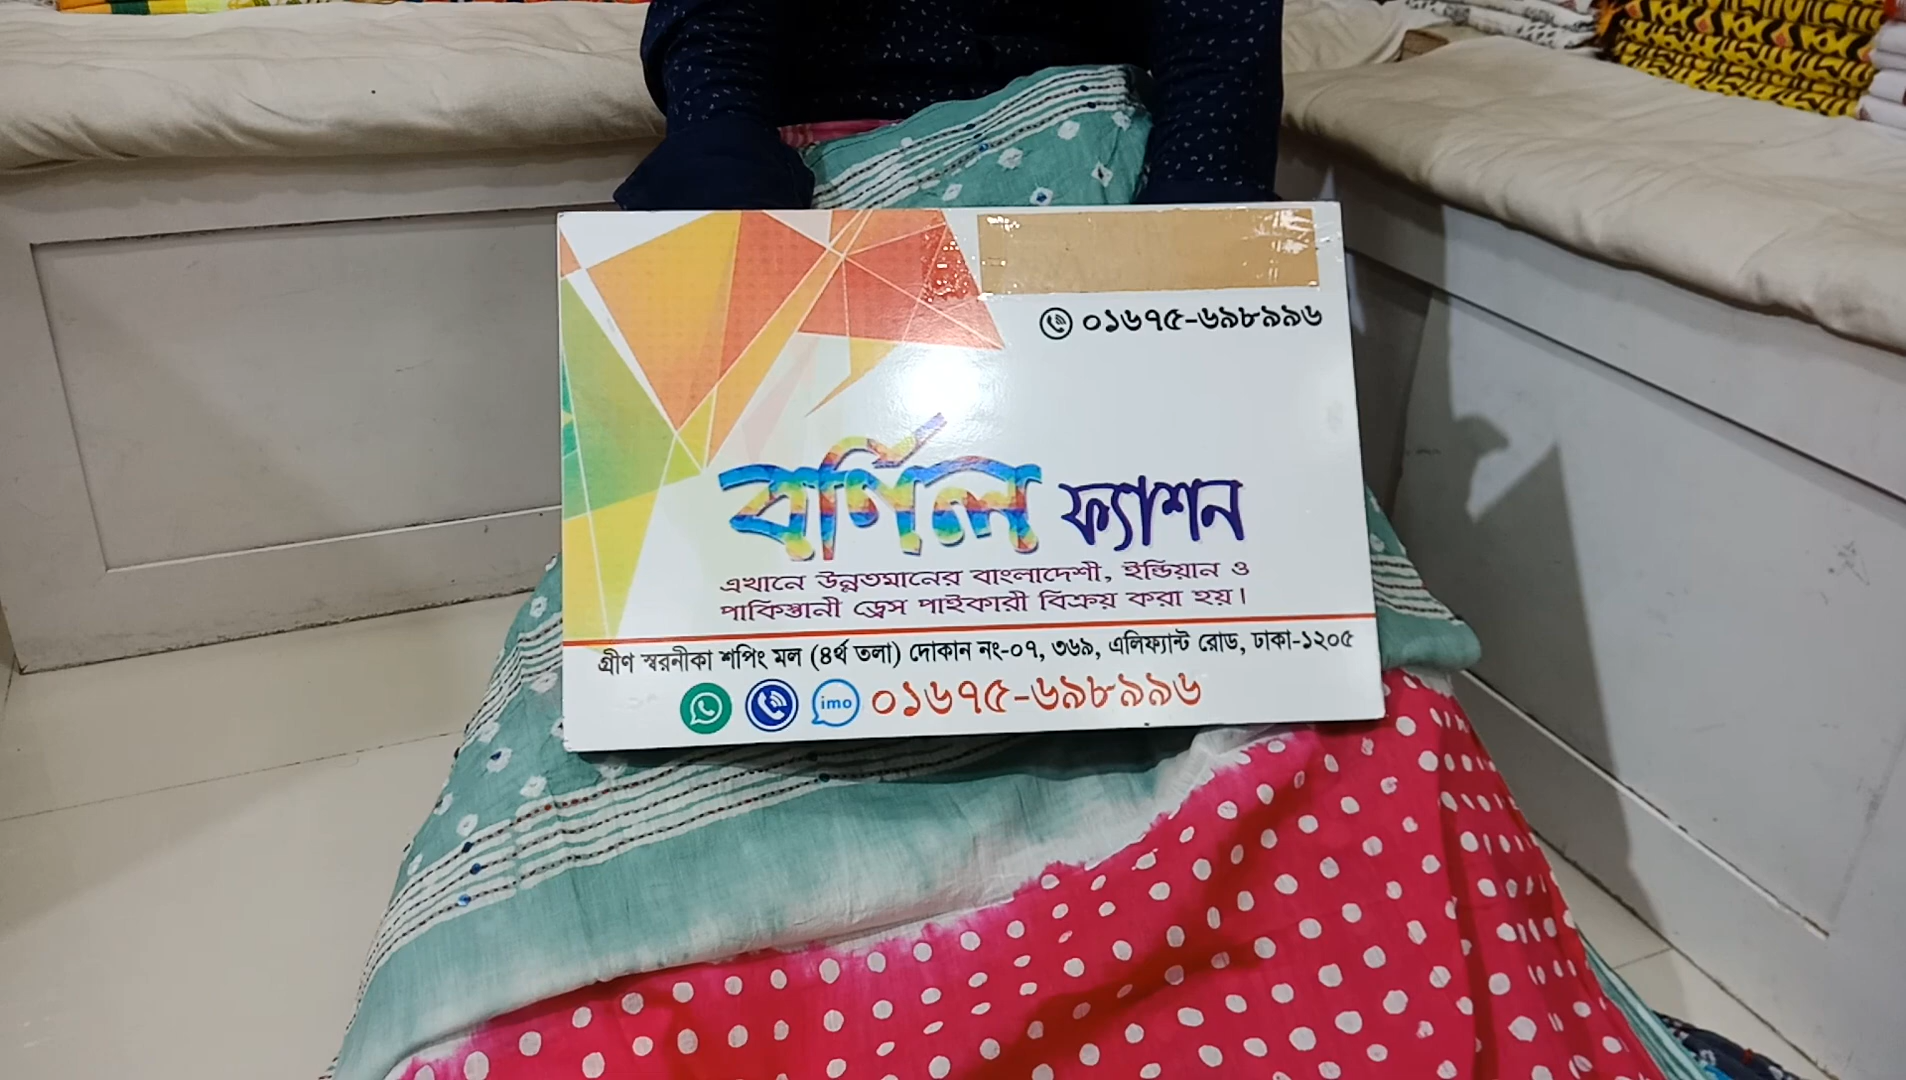 ০১৬৭৫-৬৯৮৯৯৬
বর্ণিল ফ্যাশন
এখানে উন্নতমানের বাংলাদেশী, ইন্ডিয়ান ও
পাকিস্তানী ড্রেস পাইকারী বিক্রয় করা হয়।
গ্রীণ স্বরনীকা শপিং মল (৪র্থ তলা) দোকান নং-০৭, ৩৬৯, এলিফ্যান্ট রোড, ঢাকা-১২০৫
imo ০১৬৭৫-৬৯৮৯৯৬